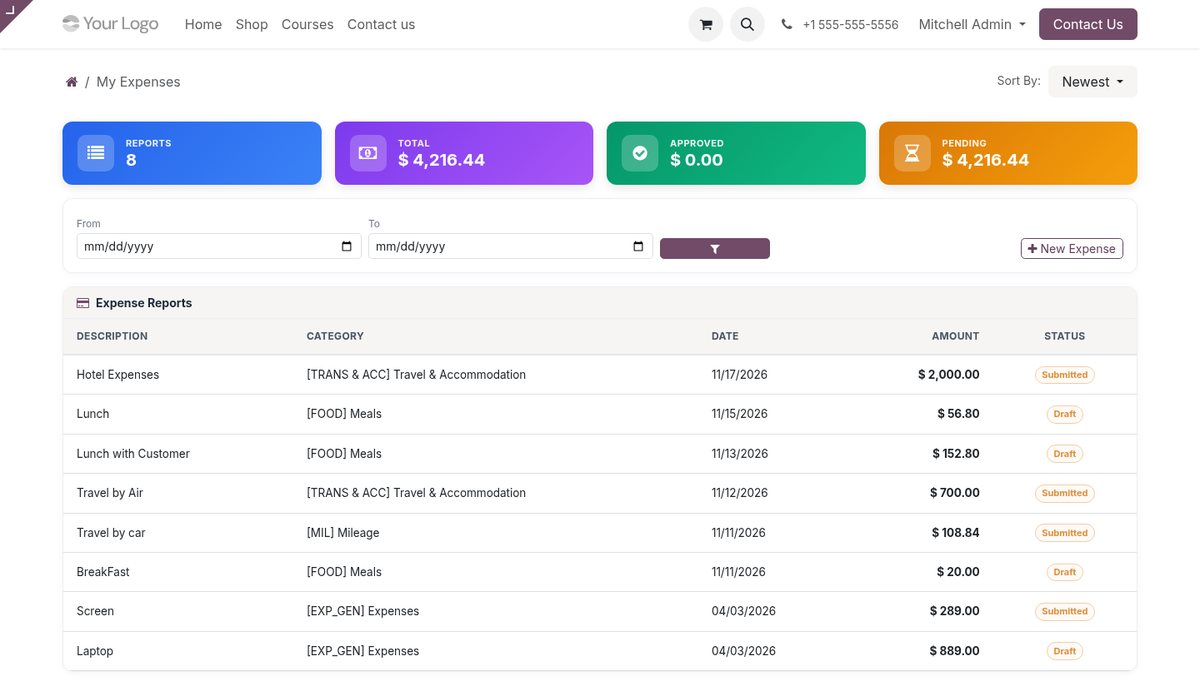 Your Logo Home Shop Courses Contact us +1 555-555-5556 Mitchell Admin Contact Us
/ My Expenses Sort By: Newest
REPORTS
8
TOTAL
$ 4,216.44
APPROVED
$ 0.00
PENDING
$ 4,216.44
From To
mm/dd/yyyy mm/dd/yyyy + New Expense
Expense Reports
DESCRIPTION CATEGORY DATE AMOUNT STATUS
Hotel Expenses [TRANS & ACC] Travel & Accommodation 11/17/2026 $ 2,000.00 Submitted
Lunch [FOOD] Meals 11/15/2026 $ 56.80 Draft
Lunch with Customer [FOOD] Meals 11/13/2026 $ 152.80 Draft
Travel by Air [TRANS & ACC] Travel & Accommodation 11/12/2026 $ 700.00 Submitted
Travel by car [MIL] Mileage 11/11/2026 $ 108.84 Submitted
BreakFast [FOOD] Meals 11/11/2026 $ 20.00 Draft
Screen [EXP_GEN] Expenses 04/03/2026 $ 289.00 Submitted
Laptop [EXP_GEN] Expenses 04/03/2026 $ 889.00 Draft